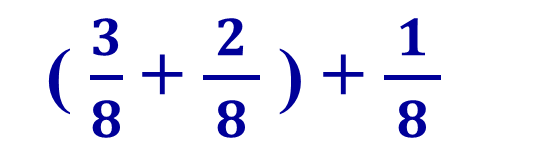 ( 3/8 + 2/8 ) + 1/8